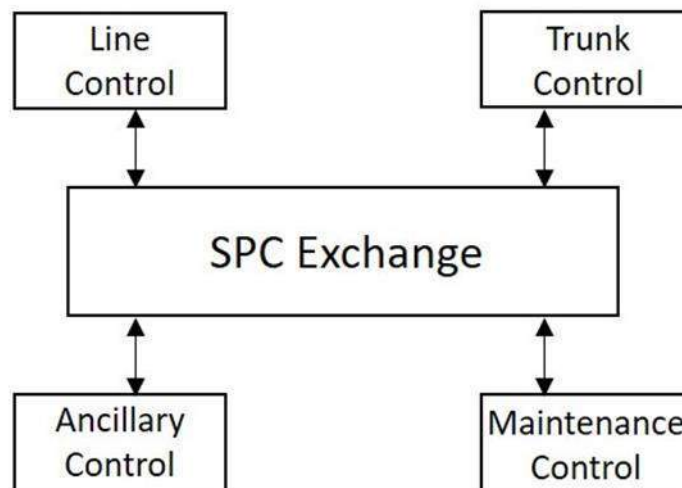 Line
Control
Trunk
Control
SPC Exchange
Ancillary
Control
Maintenance
Control